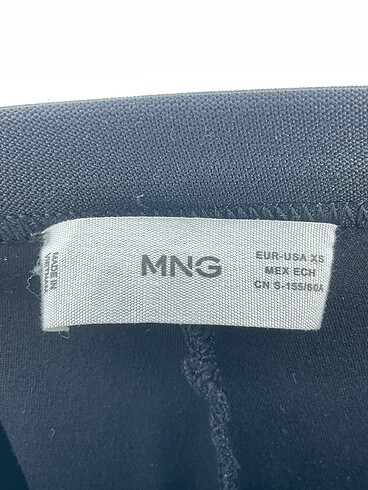 MADE IN
VIETNAM
MNG
EUR-USA XS
MEX ECH
CN S-155/60A